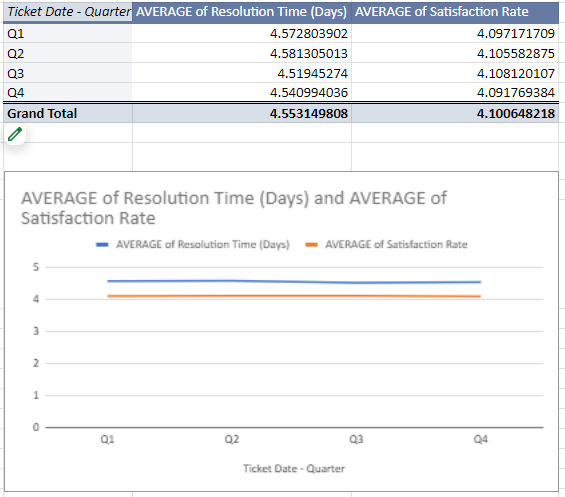 Ticket Date - Quarter AVERAGE of Resolution Time (Days) AVERAGE of Satisfaction Rate
Q1 4.572803902 4.097171709
Q2 4.581305013 4.105582875
Q3 4.51945274 4.108120107
Q4 4.540994036 4.091769384
Grand Total 4.553149808 4.100648218
AVERAGE of Resolution Time (Days) and AVERAGE of
Satisfaction Rate
AVERAGE of Resolution Time (Days) AVERAGE of Satisfaction Rate
5
4
3
2
1
0
Q1 Q2 Q3 Q4
Ticket Date - Quarter